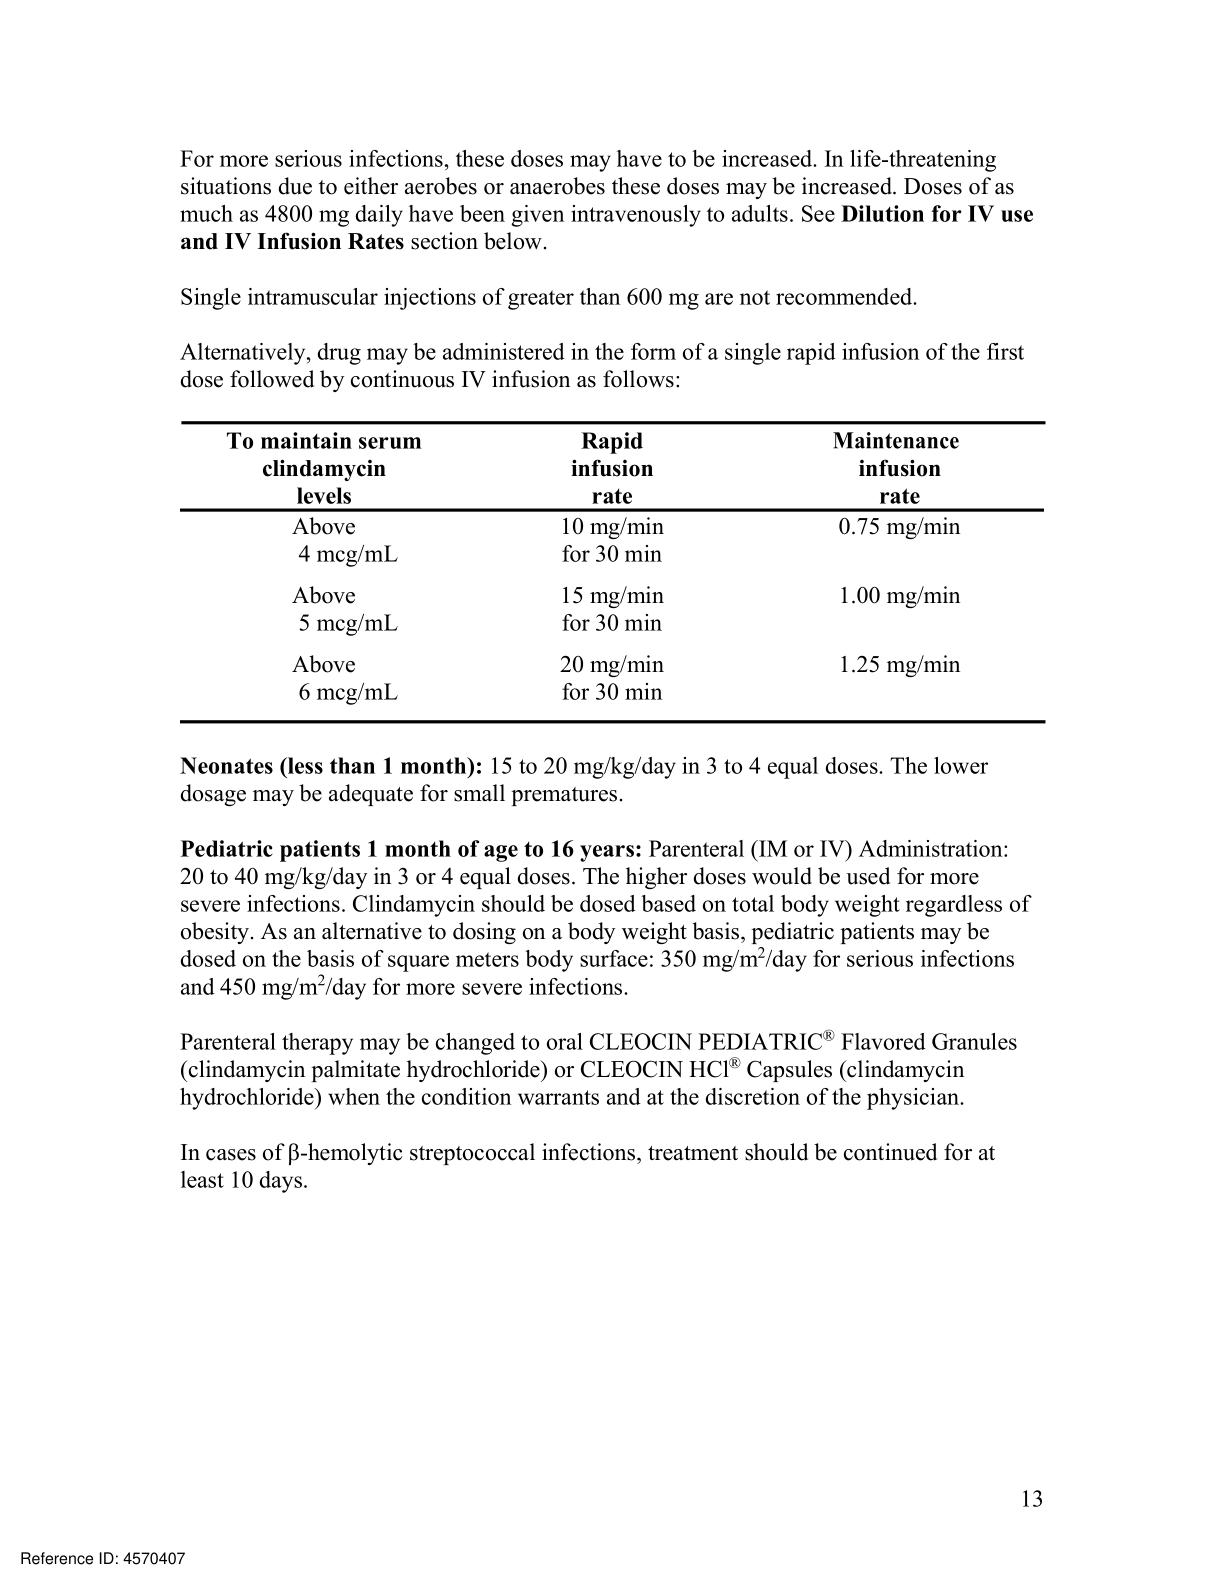 For more serious infections, these doses may have to be increased. In life-threatening
situations due to either aerobes or anaerobes these doses may be increased. Doses of as
much as 4800 mg daily have been given intravenously to adults. See Dilution for IV use
and IV Infusion Rates section below.
Single intramuscular injections of greater than 600 mg are not recommended.
Alternatively, drug may be administered in the form of a single rapid infusion of the first
dose followed by continuous IV infusion as follows:
To maintain serum Rapid Maintenance
clindamycin infusion infusion
levels rate rate
Above 10 mg/min 0.75 mg/min
4 mcg/mL for 30 min
Above 15 mg/min 1.00 mg/min
5 mcg/mL for 30 min
Above 20 mg/min 1.25 mg/min
6 mcg/mL for 30 min
Neonates (less than 1 month): 15 to 20 mg/kg/day in 3 to 4 equal doses. The lower
dosage may be adequate for small prematures.
Pediatric patients 1 month of age to 16 years: Parenteral (IM or IV) Administration:
20 to 40 mg/kg/day in 3 or 4 equal doses. The higher doses would be used for more
severe infections. Clindamycin should be dosed based on total body weight regardless of
obesity. As an alternative to dosing on a body weight basis, pediatric patients may be
dosed on the basis of square meters body surface: 350 mg/m²/day for serious infections
and 450 mg/m²/day for more severe infections.
Parenteral therapy may be changed to oral CLEOCIN PEDIATRIC® Flavored Granules
(clindamycin palmitate hydrochloride) or CLEOCIN HCl® Capsules (clindamycin
hydrochloride) when the condition warrants and at the discretion of the physician.
In cases of β-hemolytic streptococcal infections, treatment should be continued for at
least 10 days.
13
Reference ID: 4570407